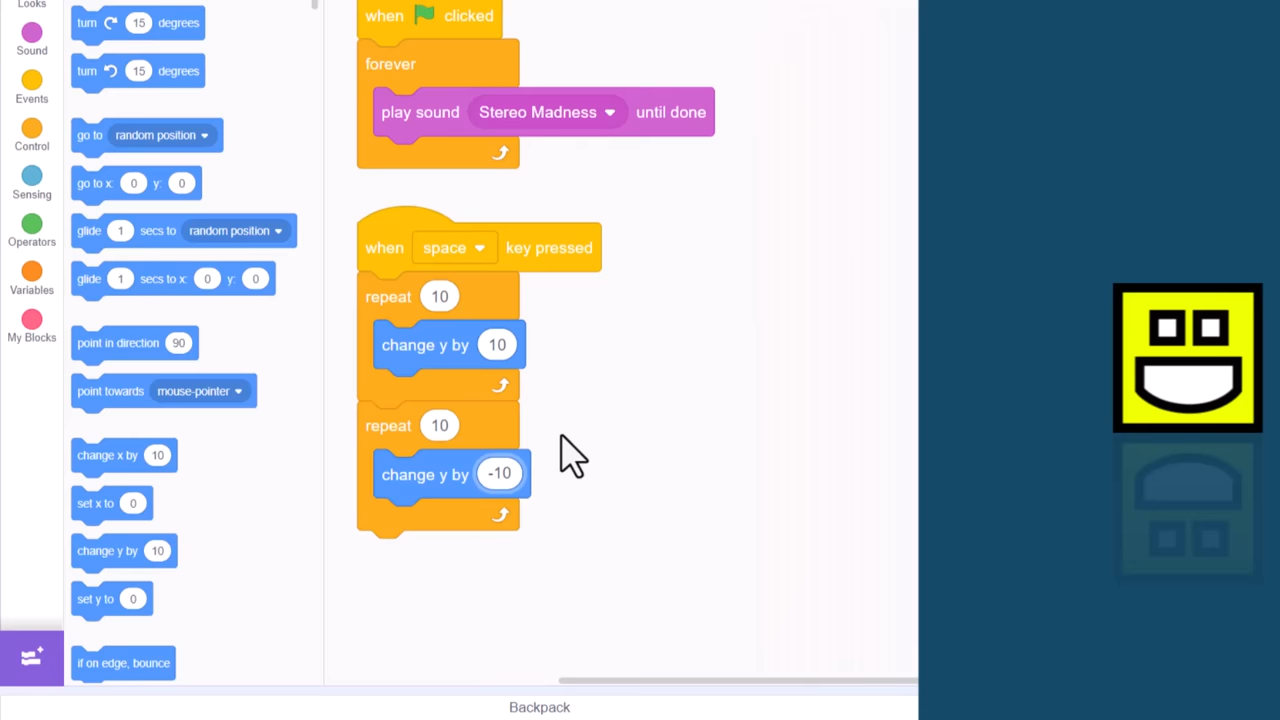 Looks
Sound
Events
Control
Sensing
Operators
Variables
My Blocks
turn 15 degrees
turn 15 degrees
go to random position
go to x: 0 y: 0
glide 1 secs to random position
glide 1 secs to x: 0 y: 0
point in direction 90
point towards mouse-pointer
change x by 10
set x to 0
change y by 10
set y to 0
if on edge, bounce
when clicked
forever
play sound Stereo Madness until done
when space key pressed
repeat 10
change y by 10
repeat 10
change y by -10
Backpack